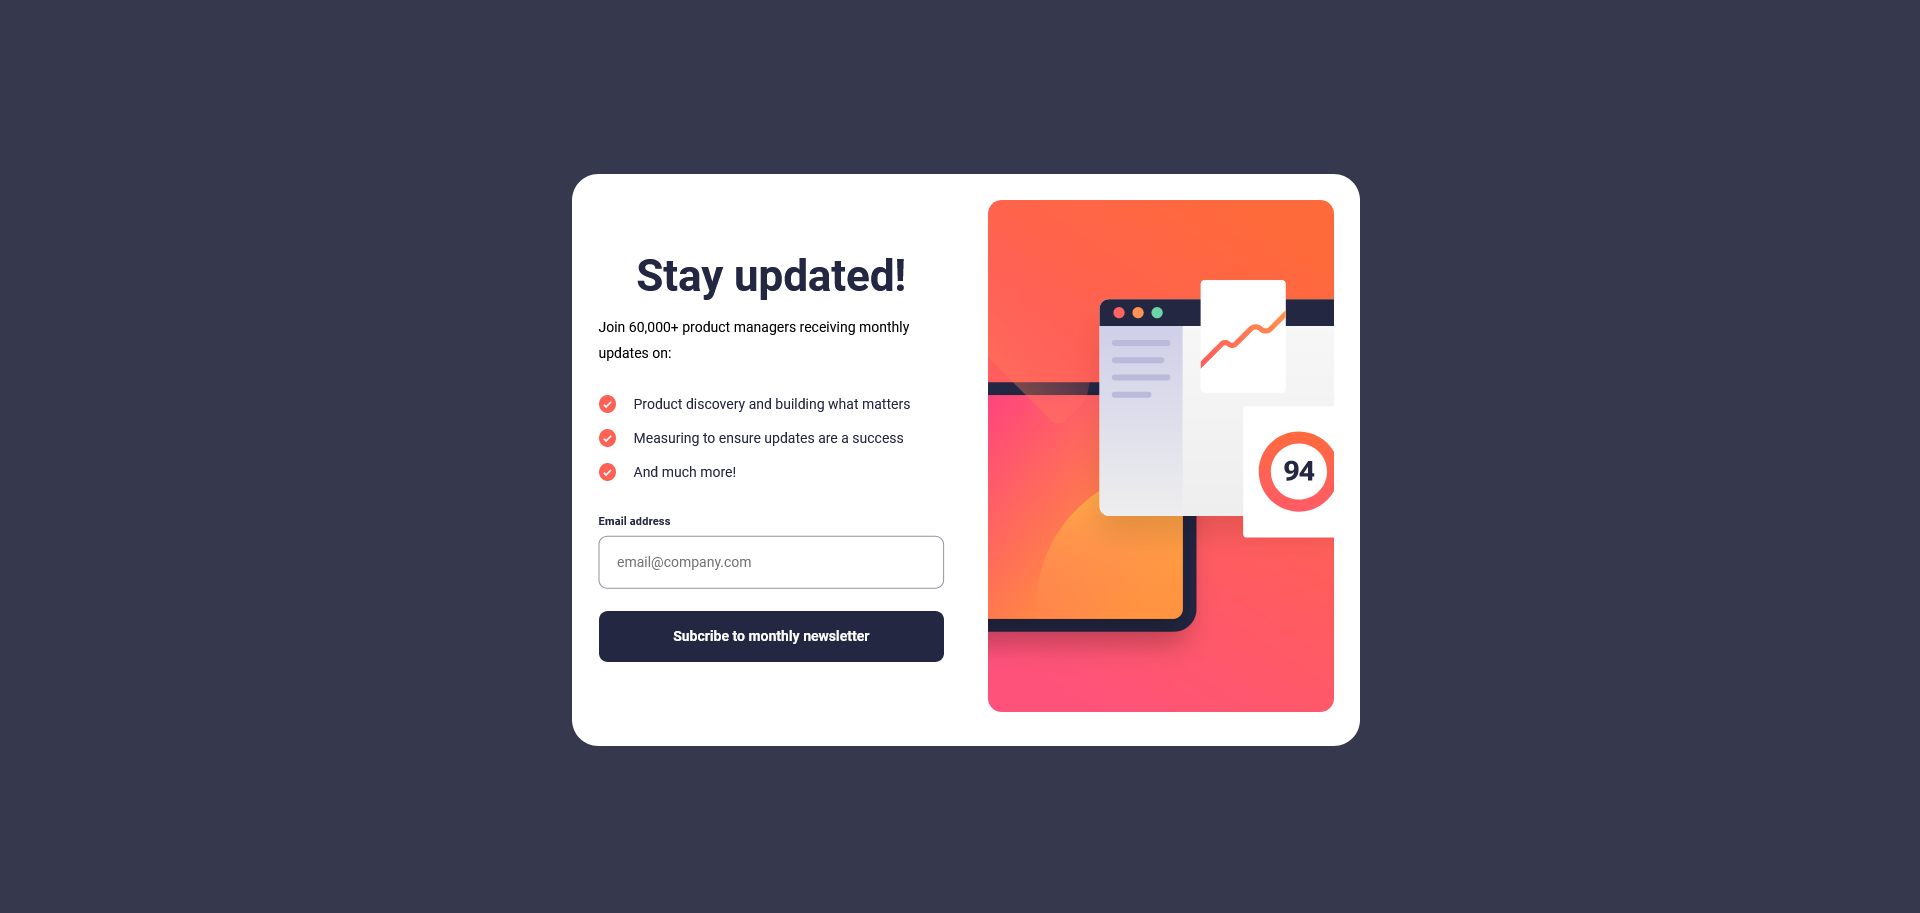 Stay updated!
Join 60,000+ product managers receiving monthly
updates on:
Product discovery and building what matters
Measuring to ensure updates are a success
And much more!
Email address
email@company.com
Subcribe to monthly newsletter
94